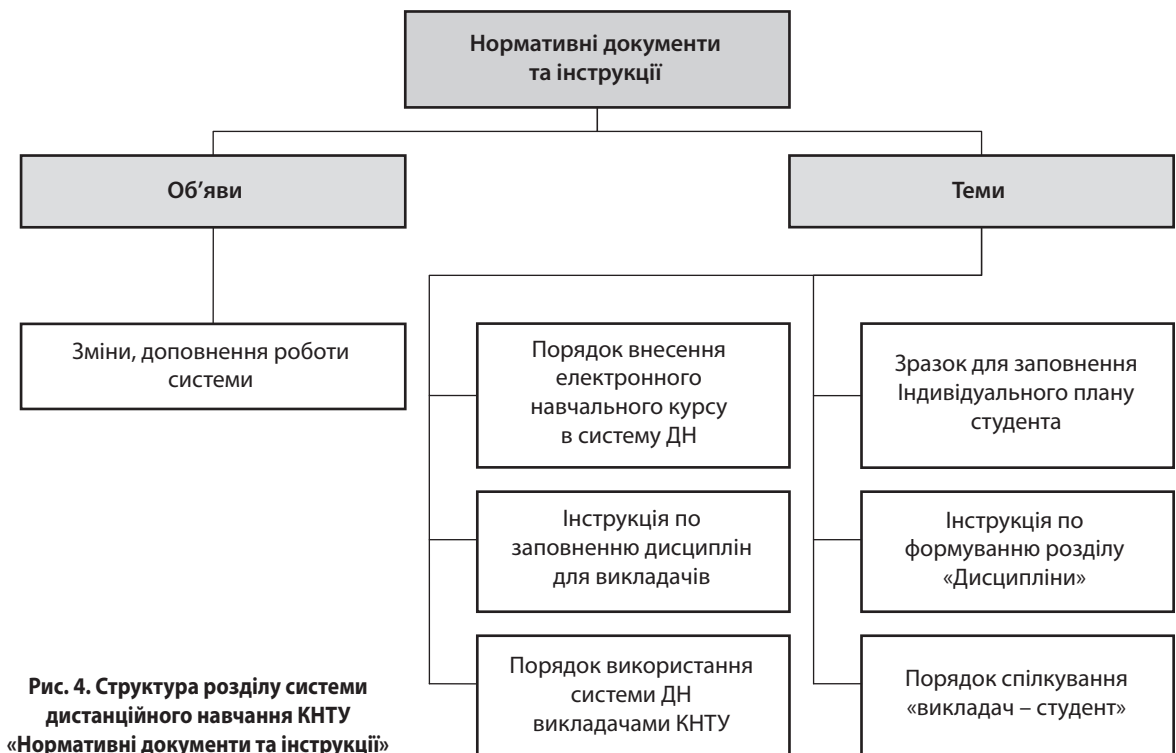 Нормативні документи
та інструкції
Об’яви
Теми
Зміни, доповнення роботи
системи
Порядок внесення
електронного
навчального курсу
в систему ДН
Зразок для заповнення
Індивідуального плану
студента
Інструкція по
заповненню дисциплін
для викладачів
Інструкція по
формуванню розділу
«Дисципліни»
Порядок використання
системи ДН
викладачами КНТУ
Порядок спілкування
«викладач – студент»
Рис. 4. Структура розділу системи
дистанційного навчання КНТУ
«Нормативні документи та інструкції»